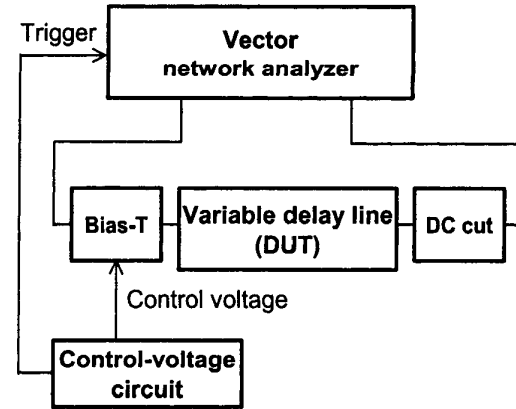 Trigger
Vector
network analyzer
Bias-T
Variable delay line
(DUT)
DC cut
Control voltage
Control-voltage
circuit